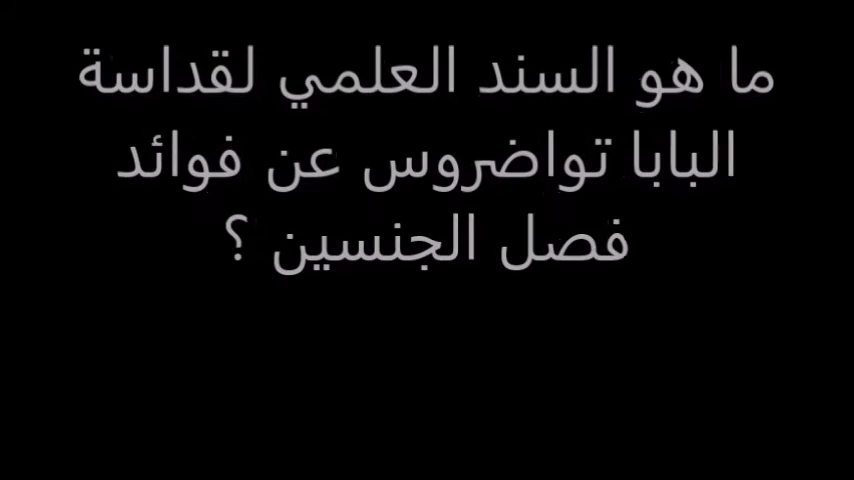 ما هو السند العلمي لقداسة
البابا تواضروس عن فوائد
فصل الجنسين ؟